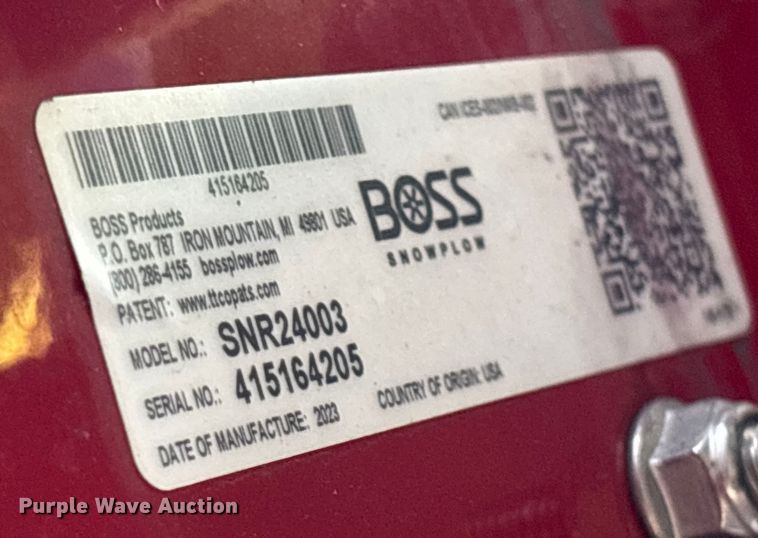 415164205
BOSS Products
P.O. Box 787 IRON MOUNTAIN, MI 49801 USA
(800) 286-4155 bossplow.com
PATENT: www.ttcopats.com
MODEL NO.: SNR24003
SERIAL NO.: 415164205
DATE OF MANUFACTURE: 2023
COUNTRY OF ORIGIN: USA
BOSS
SNOWPLOW
CAN
Purple Wave Auction